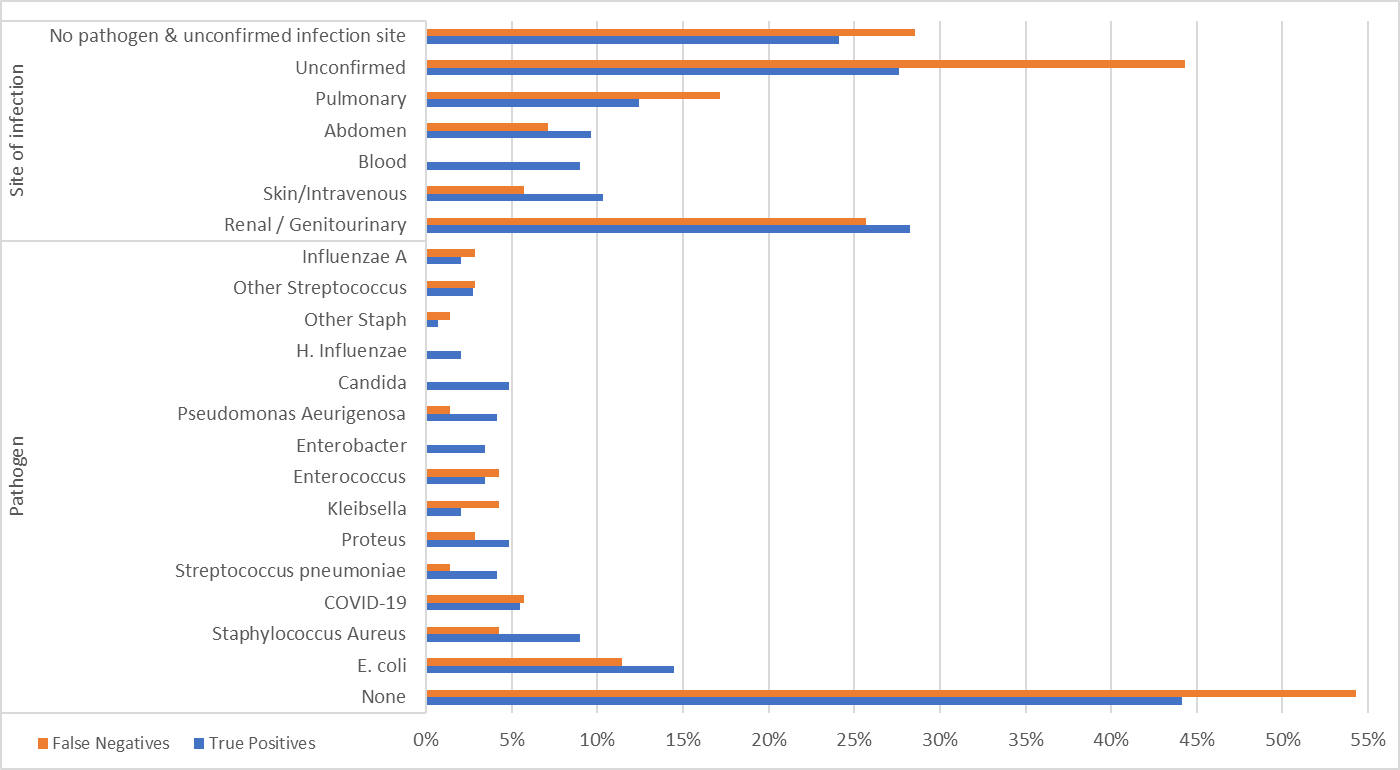 Site of infection
No pathogen & unconfirmed infection site
Unconfirmed
Pulmonary
Abdomen
Blood
Skin/Intravenous
Renal / Genitourinary
Pathogen
Influenzae A
Other Streptococcus
Other Staph
H. Influenzae
Candida
Pseudomonas Aeurigenosa
Enterobacter
Enterococcus
Kleibsella
Proteus
Streptococcus pneumoniae
COVID-19
Staphylococcus Aureus
E. coli
None
0% 5% 10% 15% 20% 25% 30% 35% 40% 45% 50% 55%
False Negatives True Positives